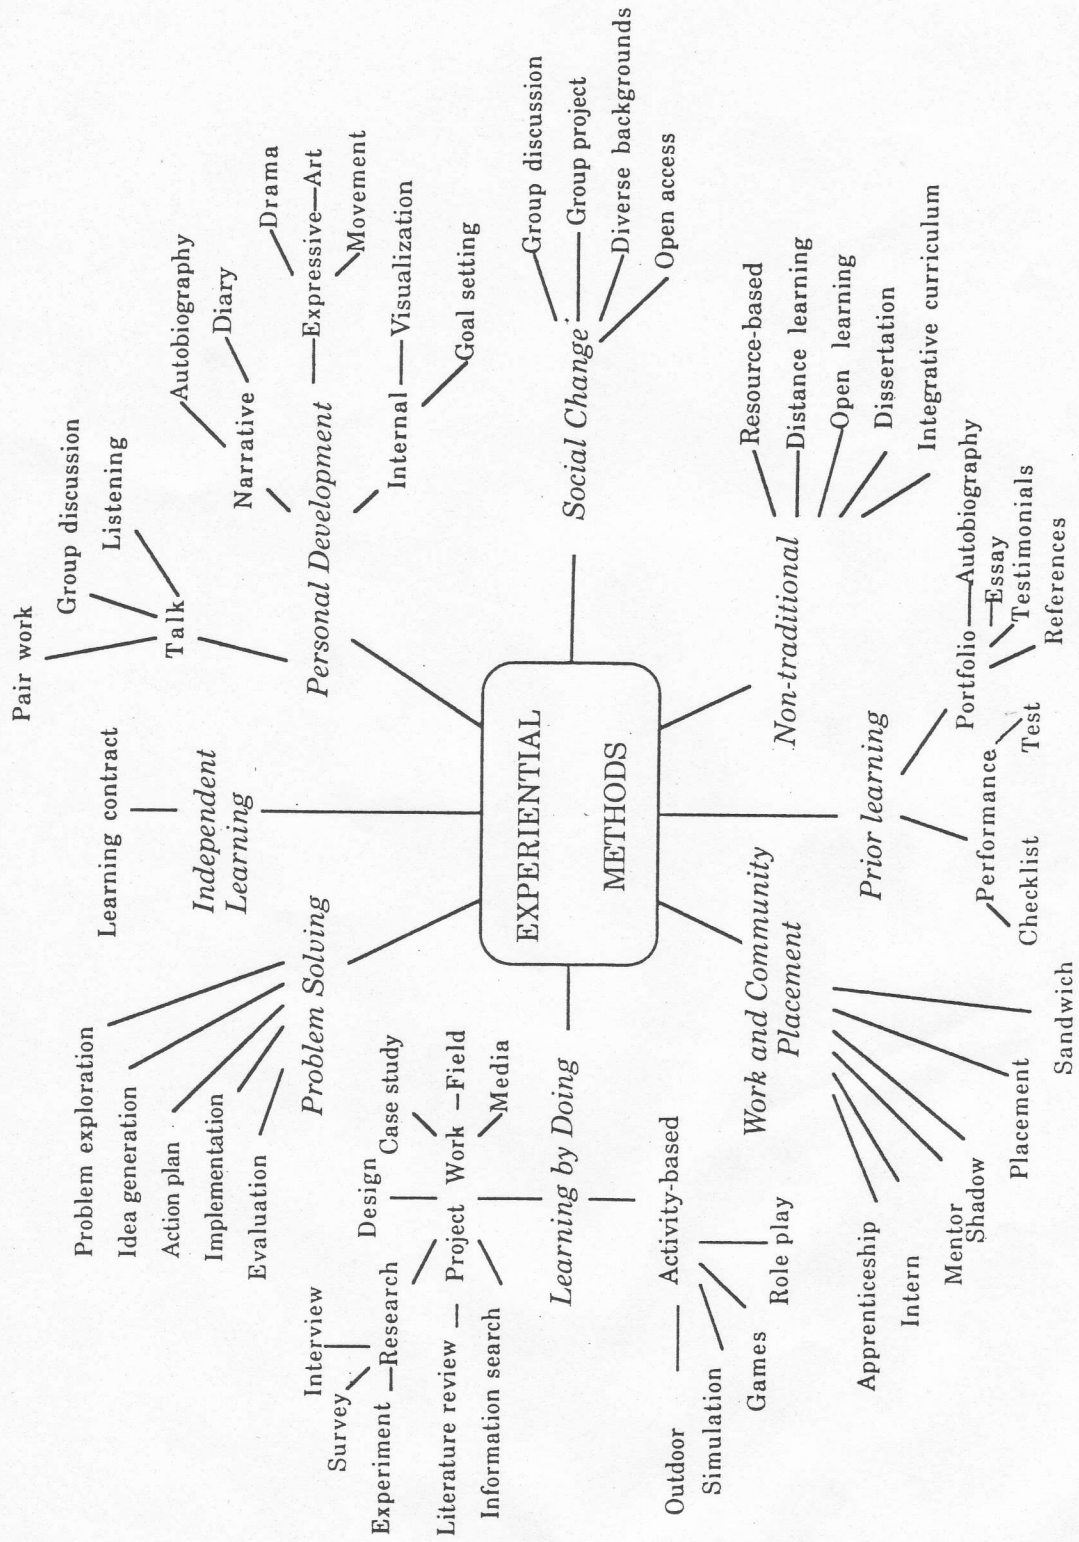 Pair work
Group discussion
Listening
Talk
Autobiography
Diary
Narrative
Drama
Expressive—Art
Movement
Internal
Visualization
Goal setting
Personal Development
Learning contract
Independent
Learning
Problem exploration
Idea generation
Action plan
Implementation
Evaluation
Problem Solving
Group discussion
Group project
Diverse backgrounds
Open access
Social Change
EXPERIENTIAL
METHODS
Interview
Survey
Experiment
Research
Literature review
Information search
Design
Case study
Project Work
Field
Media
Learning by Doing
Activity-based
Outdoor
Simulation
Games
Role play
Work and Community
Placement
Apprenticeship
Intern
Mentor
Shadow
Placement
Sandwich
Prior learning
Performance
Checklist
Test
Portfolio
Autobiography
Essay
Testimonials
References
Non-traditional
Resource-based
Distance learning
Open learning
Dissertation
Integrative curriculum